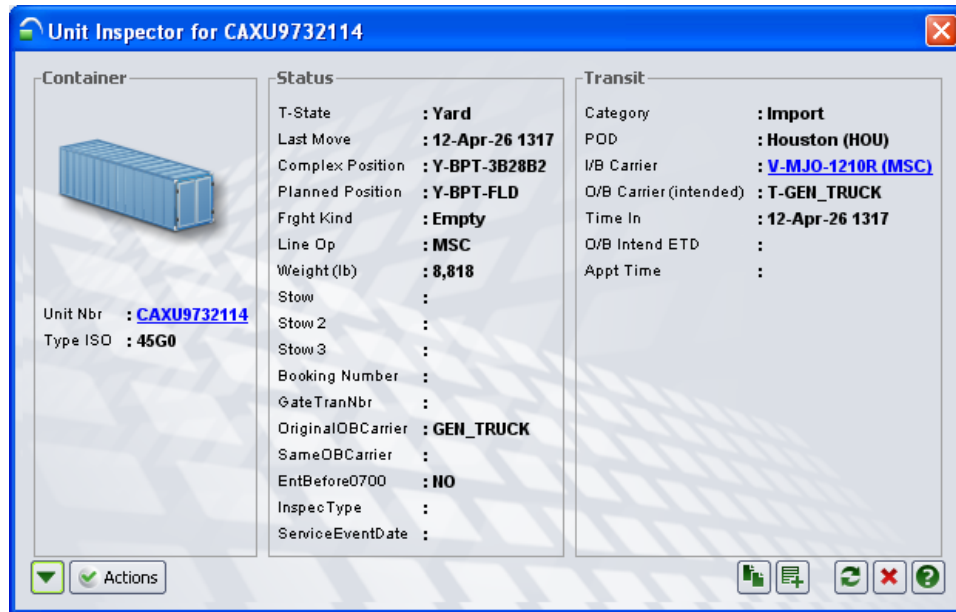 Unit Inspector for CAXU9732114
Container
Unit Nbr : CAXU9732114
Type ISO : 45G0
Status
T-State : Yard
Last Move : 12-Apr-26 1317
Complex Position : Y-BPT-3B28B2
Planned Position : Y-BPT-FLD
Frght Kind : Empty
Line Op : MSC
Weight (lb) : 8,818
Stow :
Stow 2 :
Stow 3 :
Booking Number :
GateTranNbr :
OriginalOBCarrier : GEN_TRUCK
SameOBCarrier :
EntBefore0700 : NO
InspecType :
ServiceEventDate :
Transit
Category : Import
POD : Houston (HOU)
I/B Carrier : V-MJO-1210R (MSC)
O/B Carrier (intended) : T-GEN_TRUCK
Time In : 12-Apr-26 1317
O/B Intend ETD :
Appt Time :
Actions